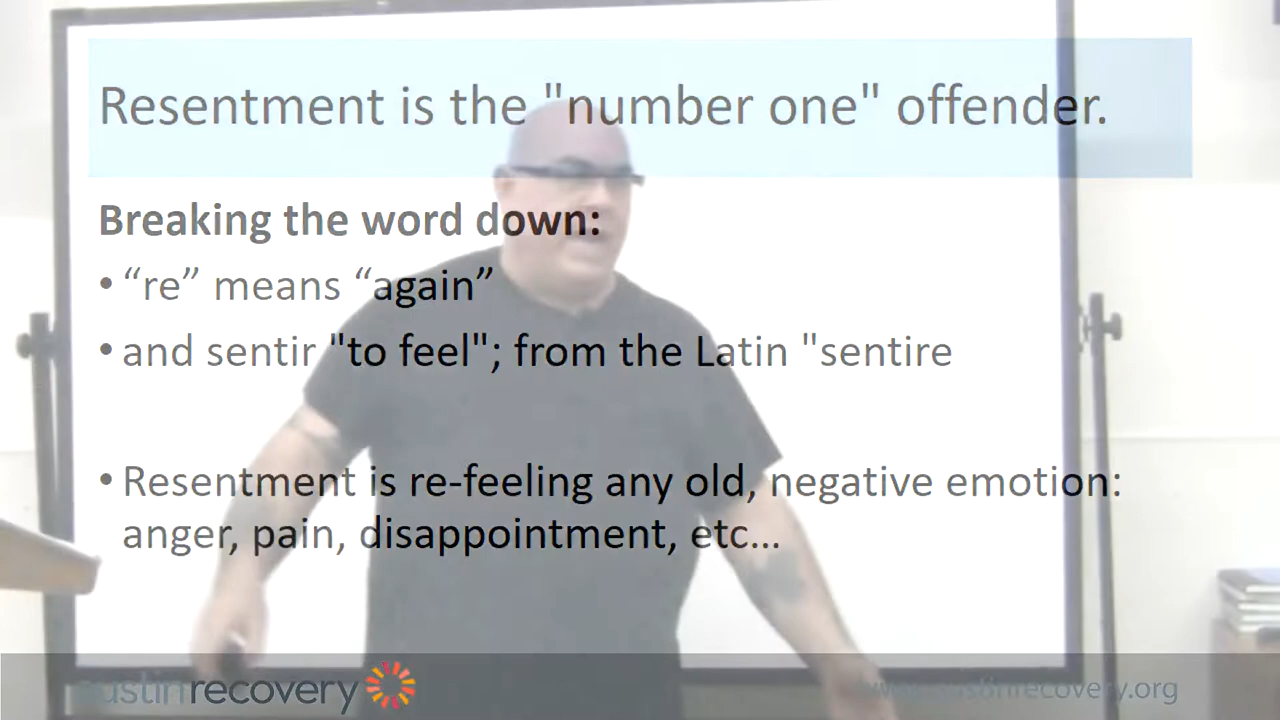 Resentment is the "number one" offender.
Breaking the word down:
• “re” means “again”
• and sentir "to feel"; from the Latin "sentire
• Resentment is re-feeling any old, negative emotion:
anger, pain, disappointment, etc...
austinrecovery
www.austinrecovery.org